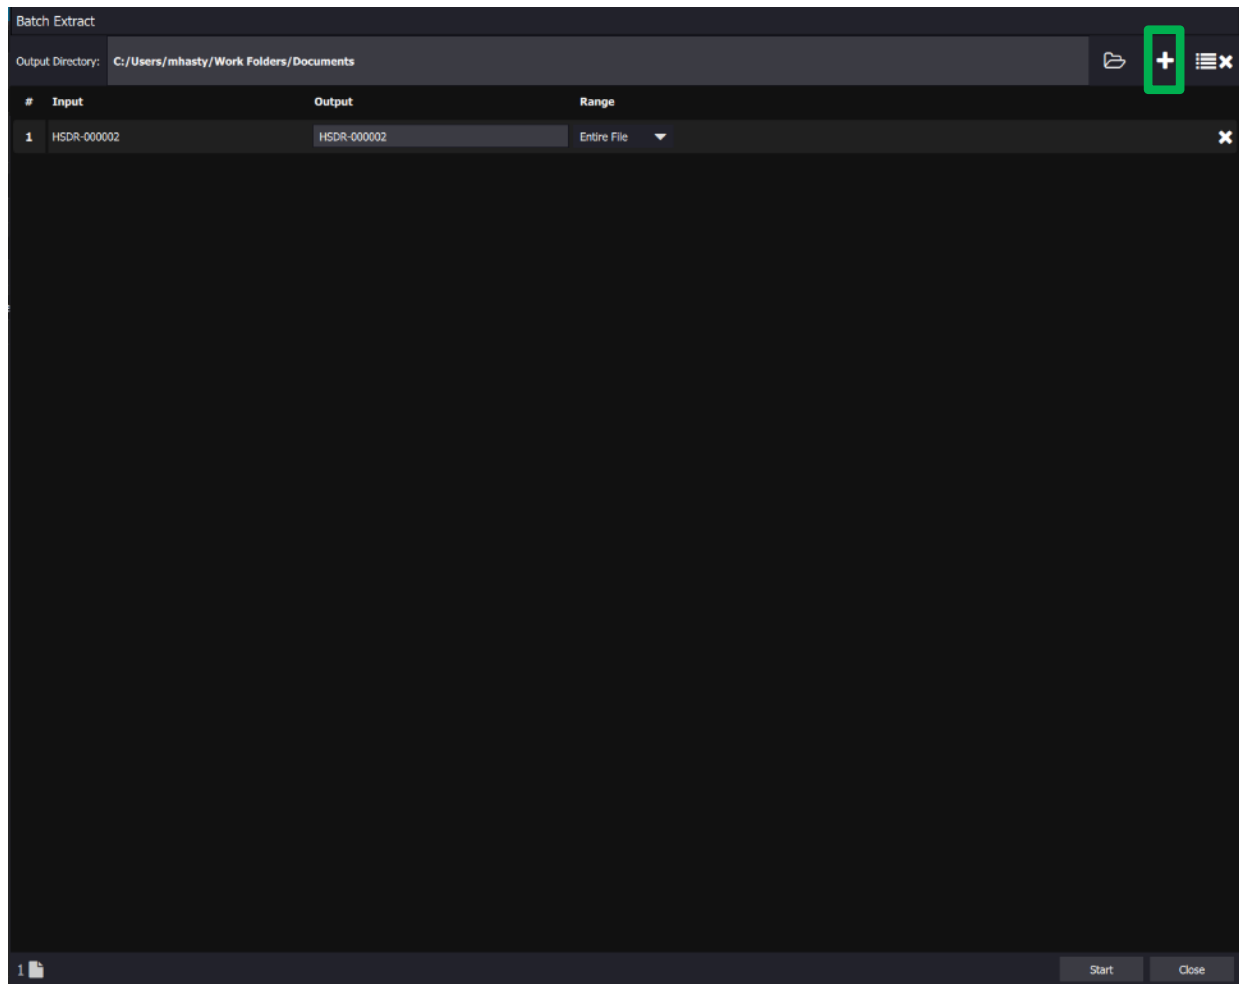 Batch Extract
Output Directory: C:/Users/mhasty/Work Folders/Documents
# Input Output Range
1 HSDR-000002 HSDR-000002 Entire File
1 Start Close